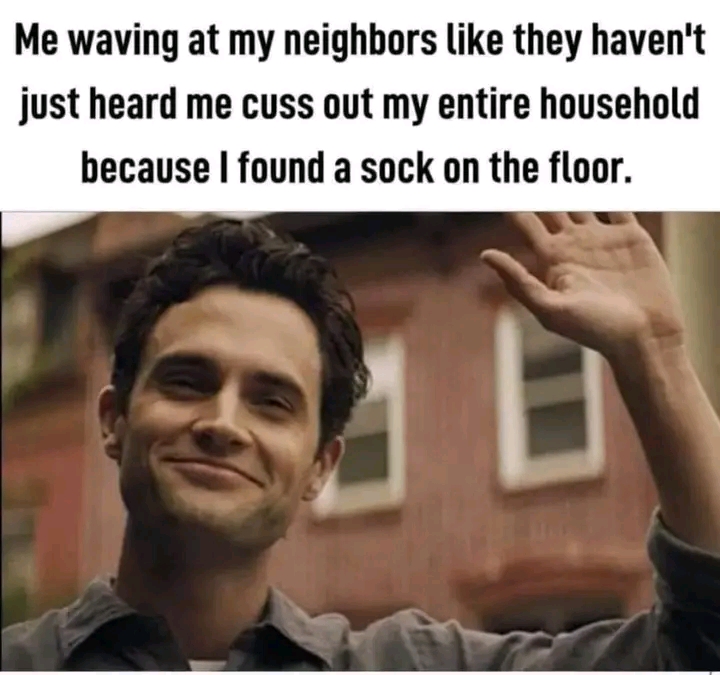 Me waving at my neighbors like they haven't
just heard me cuss out my entire household
because I found a sock on the floor.